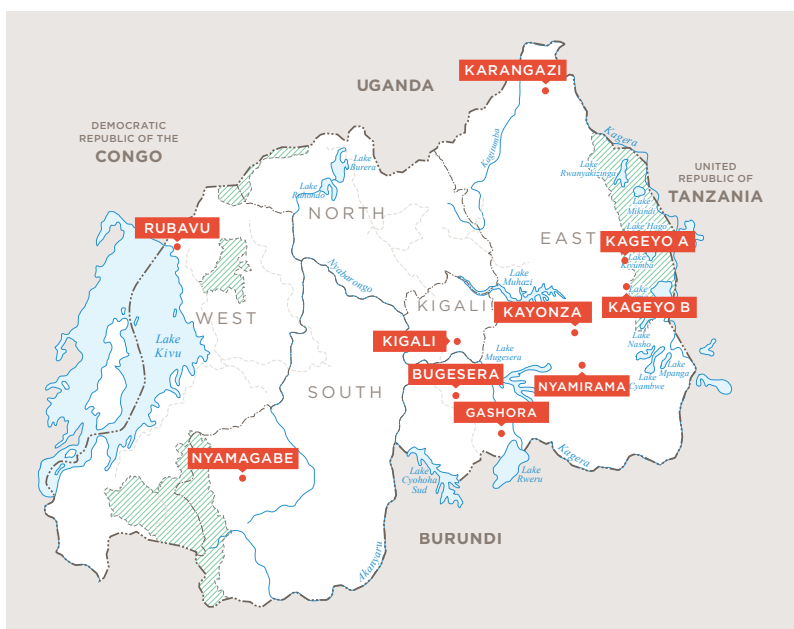 KARANGAZI
UGANDA
DEMOCRATIC
REPUBLIC OF THE
CONGO
Kagitumba
Kagera
Lake
Burera
Lake
Rwanyakizinga
UNITED
REPUBLIC OF
TANZANIA
Lake
Ruhondo
NORTH
Lake
Mikindi
RUBAVU
Lake Hago
EAST
KAGEYO A
Lake
Kivumba
Nyabarongo
Lake
Muhazi
Lake
KIGALI
KAYONZA
KAGEYO B
WEST
Lake
Kivu
KIGALI
Lake
Nasho
Lake
Mugesera
Lake
Mpanga
BUGESERA
NYAMIRAMA
Lake
Cyambwe
SOUTH
GASHORA
NYAMAGABE
Kagera
Lake
Cyohoha
Sud
Lake
Rweru
BURUNDI
Akanyaru